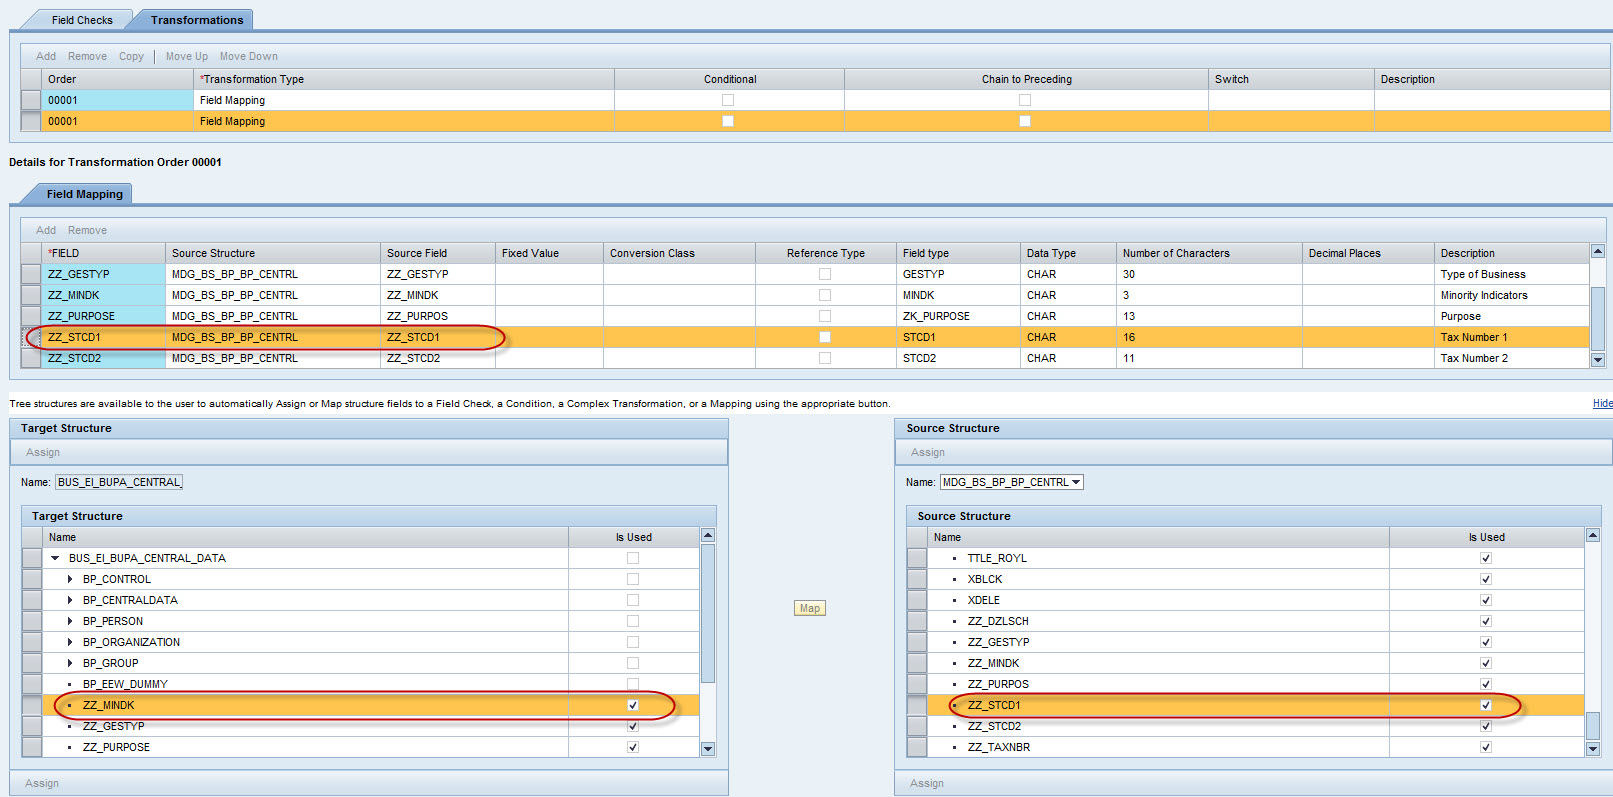 Field Checks Transformations
Add Remove Copy Move Up Move Down
Order *Transformation Type Conditional Chain to Preceding Switch Description
00001 Field Mapping
00001 Field Mapping
Details for Transformation Order 00001
Field Mapping
Add Remove
*FIELD Source Structure Source Field Fixed Value Conversion Class Reference Type Field type Data Type Number of Characters Decimal Places Description
ZZ_GESTYP MDG_BS_BP_BP_CENTRL ZZ_GESTYP GESTYP CHAR 30 Type of Business
ZZ_MINDK MDG_BS_BP_BP_CENTRL ZZ_MINDK MINDK CHAR 3 Minority Indicators
ZZ_PURPOSE MDG_BS_BP_BP_CENTRL ZZ_PURPOS ZK_PURPOSE CHAR 13 Purpose
ZZ_STCD1 MDG_BS_BP_BP_CENTRL ZZ_STCD1 STCD1 CHAR 16 Tax Number 1
ZZ_STCD2 MDG_BS_BP_BP_CENTRL ZZ_STCD2 STCD2 CHAR 11 Tax Number 2
Tree structures are available to the user to automatically Assign or Map structure fields to a Field Check, a Condition, a Complex Transformation, or a Mapping using the appropriate button. Hide
Target Structure
Assign
Name: BUS_EI_BUPA_CENTRAL_
Target Structure
Name Is Used
BUS_EI_BUPA_CENTRAL_DATA
BP_CONTROL
BP_CENTRALDATA
BP_PERSON
BP_ORGANIZATION
BP_GROUP
BP_EEW_DUMMY
ZZ_MINDK
ZZ_GESTYP
ZZ_PURPOSE
Assign
Map
Source Structure
Assign
Name: MDG_BS_BP_BP_CENTRL
Source Structure
Name Is Used
TTLE_ROYL
XBLCK
XDELE
ZZ_DZLSCH
ZZ_GESTYP
ZZ_MINDK
ZZ_PURPOS
ZZ_STCD1
ZZ_STCD2
ZZ_TAXNBR
Assign